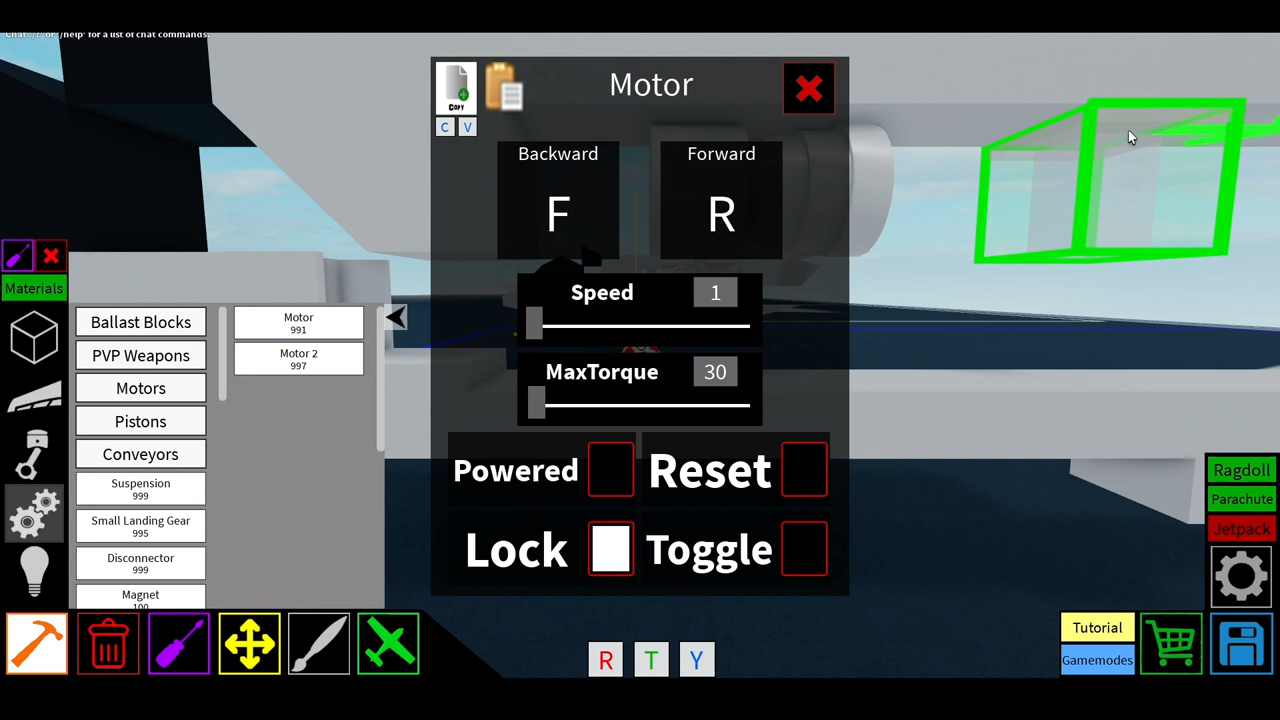 Chat '/?' or '/help' for a list of chat commands.
COPY
C V
Motor
Backward
F
Forward
R
Speed 1
MaxTorque 30
Powered
Reset
Lock
Toggle
Materials
Ballast Blocks
PVP Weapons
Motors
Pistons
Conveyors
Suspension
999
Small Landing Gear
995
Disconnector
999
Magnet
100
Motor
991
Motor 2
997
R T Y
Ragdoll
Parachute
Jetpack
Tutorial
Gamemodes